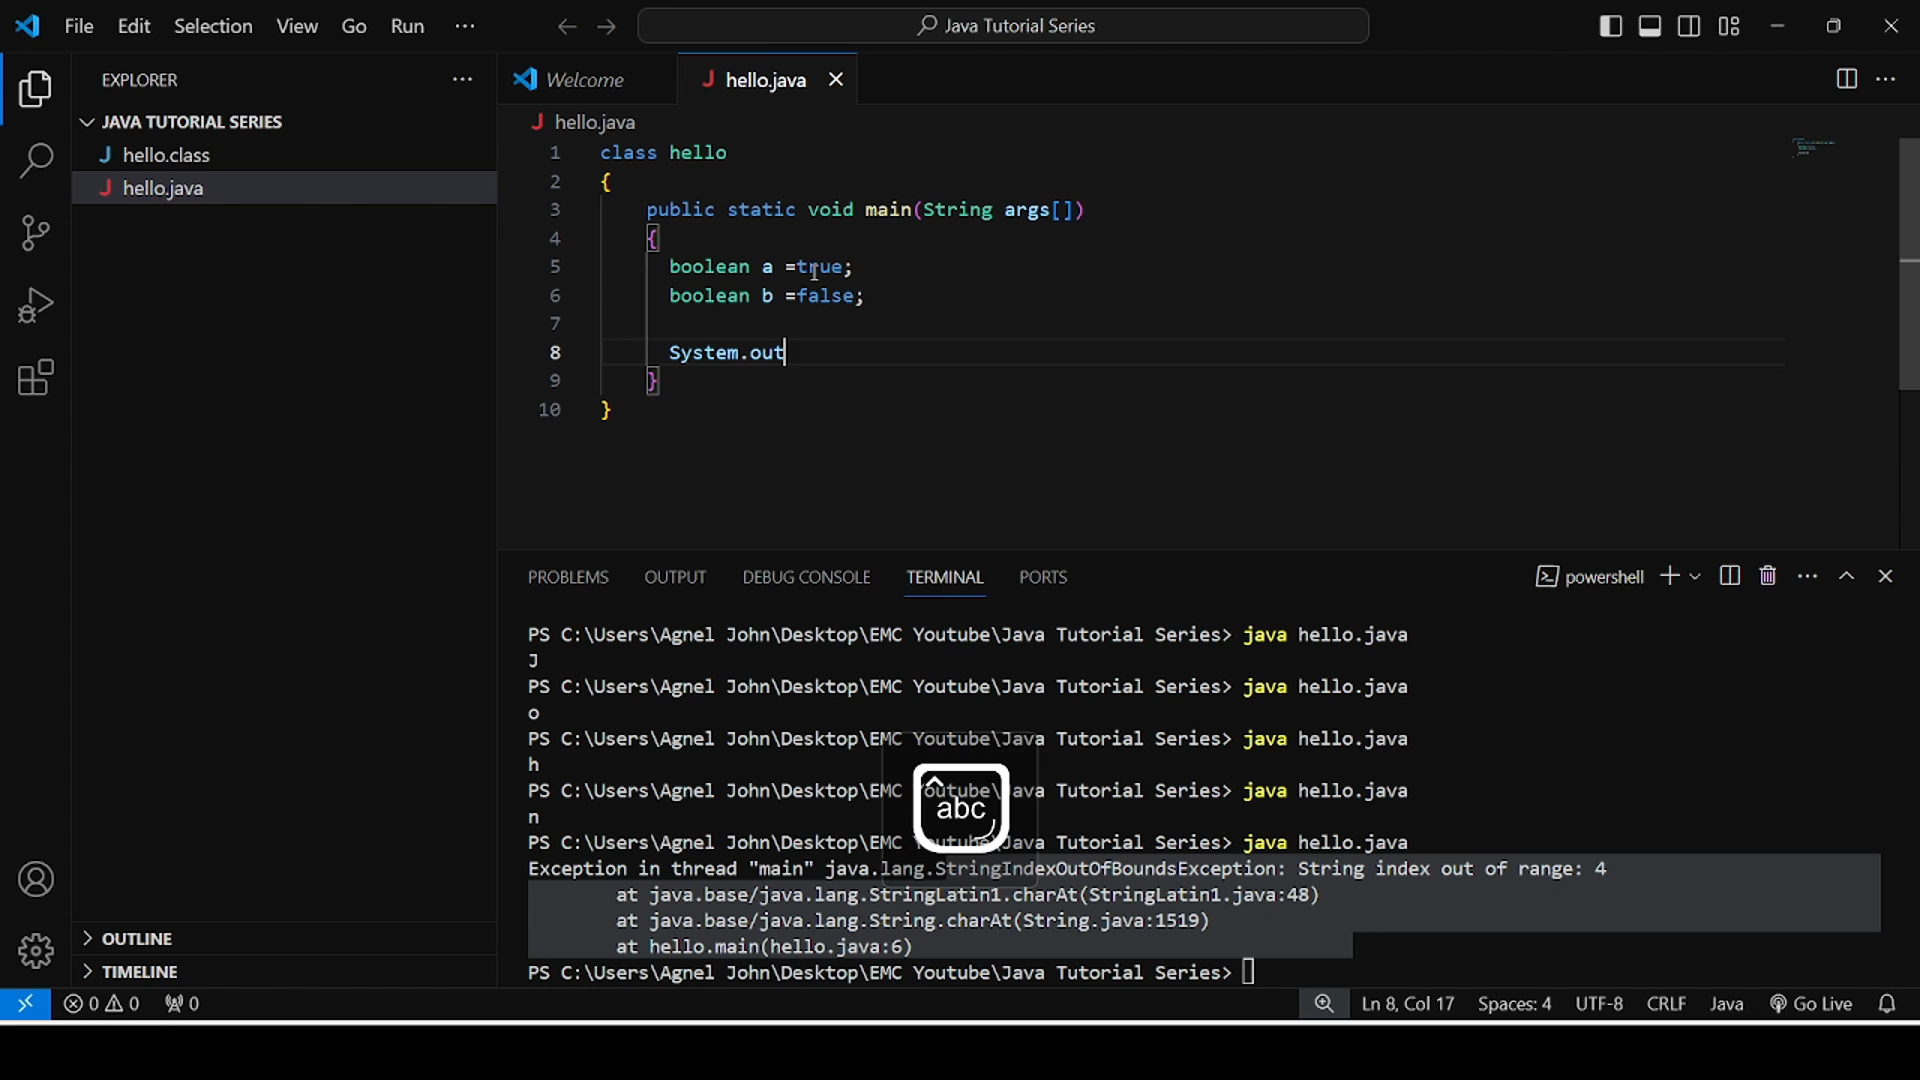 File Edit Selection View Go Run ··· Java Tutorial Series
EXPLORER ···
JAVA TUTORIAL SERIES
hello.class
hello.java
OUTLINE
TIMELINE
Welcome hello.java
hello.java
1 class hello
2 {
3 public static void main(String args[])
4 {
5 boolean a =true;
6 boolean b =false;
7
8 System.out
9 }
10 }
PROBLEMS OUTPUT DEBUG CONSOLE TERMINAL PORTS powershell
PS C:\Users\Agnel John\Desktop\EMC Youtube\Java Tutorial Series> java hello.java
J
PS C:\Users\Agnel John\Desktop\EMC Youtube\Java Tutorial Series> java hello.java
o
PS C:\Users\Agnel John\Desktop\EMC Youtube\Java Tutorial Series> java hello.java
h
PS C:\Users\Agnel John\Desktop\EMC Youtube\Java Tutorial Series> java hello.java
n
PS C:\Users\Agnel John\Desktop\EMC Youtube\Java Tutorial Series> java hello.java
abc
Exception in thread "main" java.lang.StringIndexOutOfBoundsException: String index out of range: 4
at java.base/java.lang.StringLatin1.charAt(StringLatin1.java:48)
at java.base/java.lang.String.charAt(String.java:1519)
at hello.main(hello.java:6)
PS C:\Users\Agnel John\Desktop\EMC Youtube\Java Tutorial Series>
0 0 0 Ln 8, Col 17 Spaces: 4 UTF-8 CRLF Java Go Live